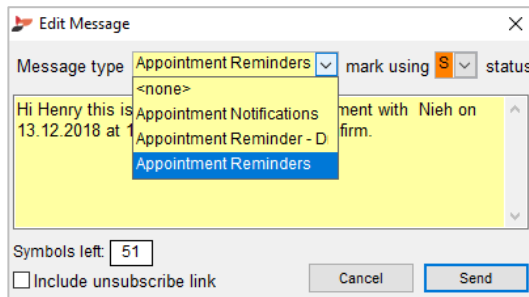 Edit Message
Message type Appointment Reminders mark using S status
<none>
Appointment Notifications
Appointment Reminder - D
Appointment Reminders
Hi Henry this is ment with Nieh on
13.12.2018 at 1 firm.
Symbols left: 51
Include unsubscribe link Cancel Send